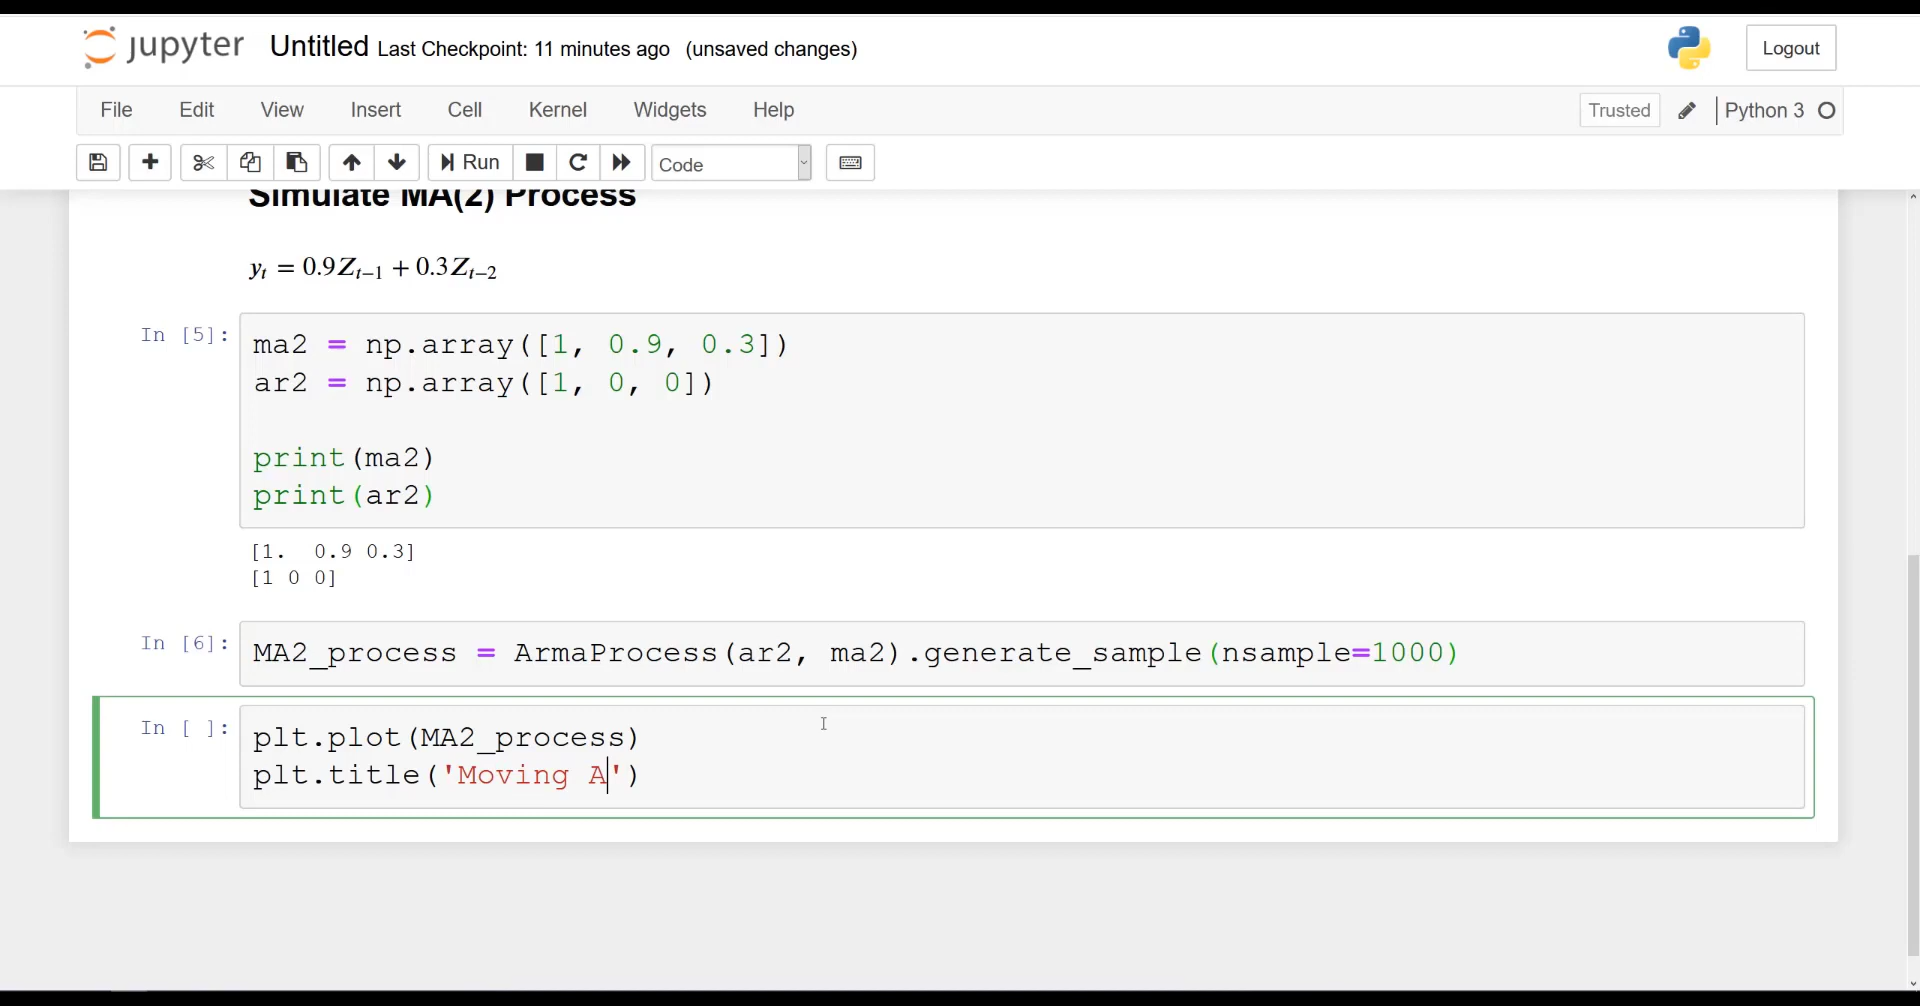 jupyter Untitled Last Checkpoint: 11 minutes ago (unsaved changes) Logout
File Edit View Insert Cell Kernel Widgets Help Trusted Python 3
Run Code
Simulate MA(2) Process
yₜ = 0.9Zₜ₋₁ + 0.3Zₜ₋₂
In [5]: ma2 = np.array([1, 0.9, 0.3])
ar2 = np.array([1, 0, 0])
print(ma2)
print(ar2)
[1.  0.9 0.3]
[1 0 0]
In [6]: MA2_process = ArmaProcess(ar2, ma2).generate_sample(nsample=1000)
In [ ]: plt.plot(MA2_process)
plt.title('Moving A')